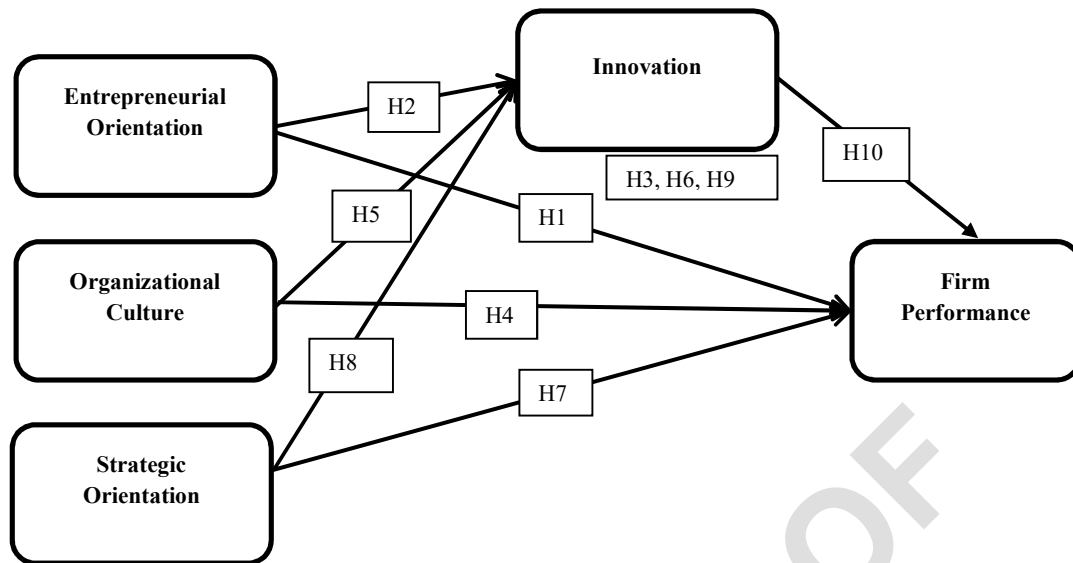 Innovation
Entrepreneurial
Orientation
H2
H10
H3, H6, H9
H5
H1
Organizational
Culture
Firm
Performance
H4
H8
H7
Strategic
Orientation
OF